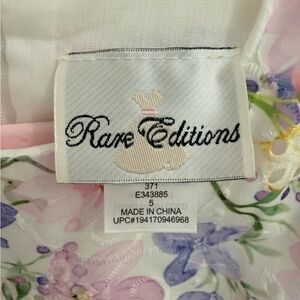 Rare Editions
371
E343885
5
MADE IN CHINA
UPC#194170946968